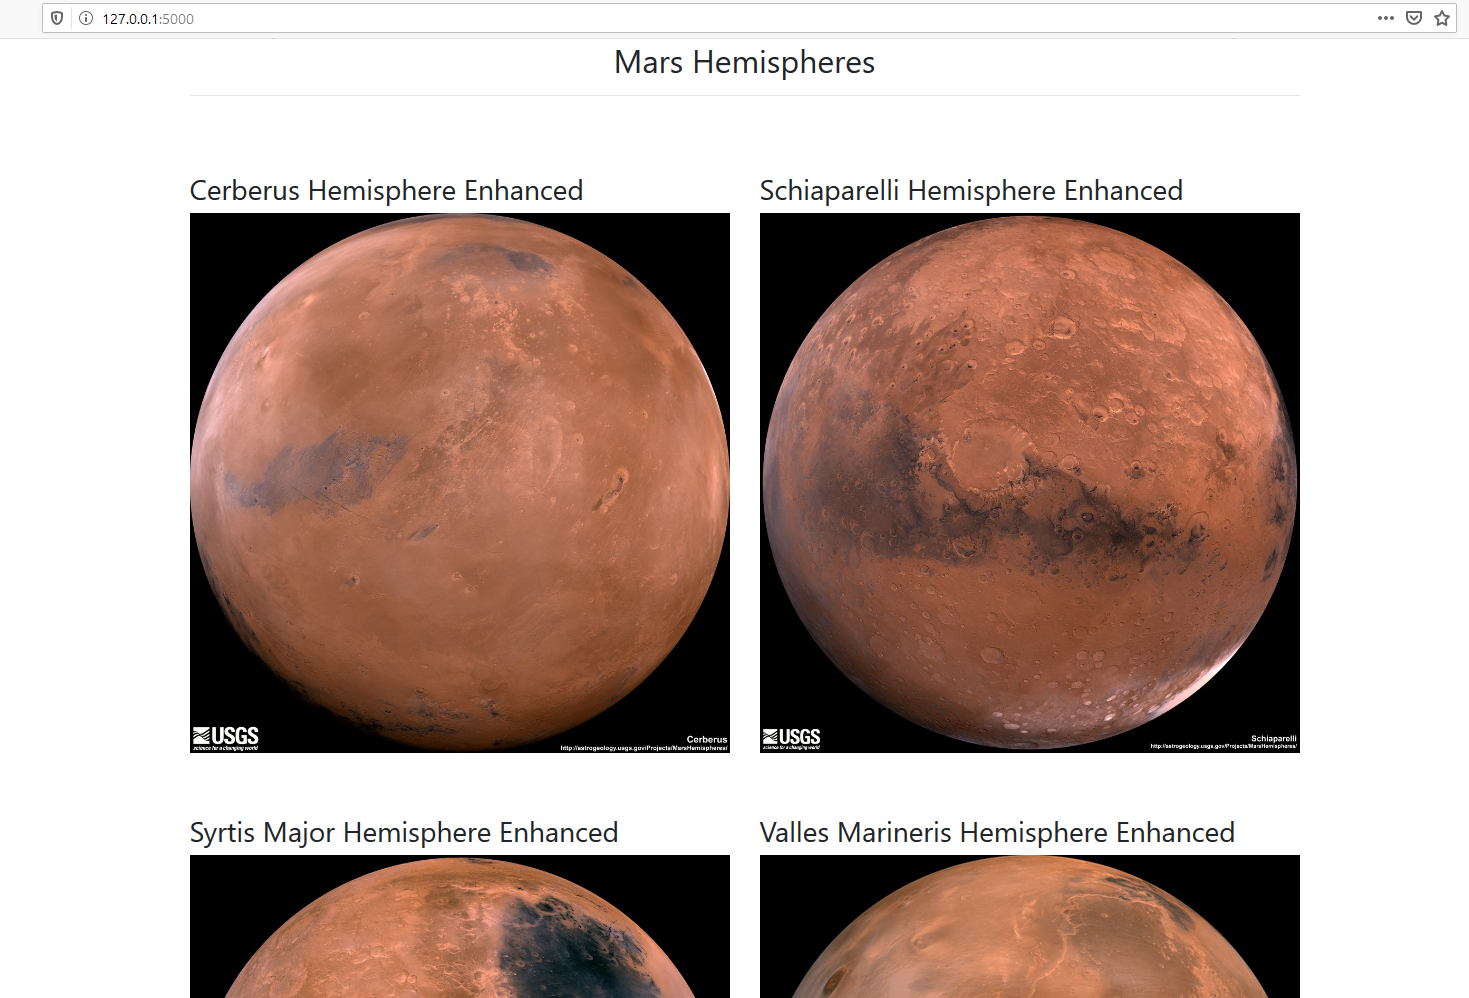 127.0.0.1:5000
Mars Hemispheres
Cerberus Hemisphere Enhanced
Schiaparelli Hemisphere Enhanced
USGS
science for a changing world
Cerberus
http://astrogeology.usgs.gov/Projects/MarsHemispheres/
USGS
science for a changing world
Schiaparelli
http://astrogeology.usgs.gov/Projects/MarsHemispheres/
Syrtis Major Hemisphere Enhanced
Valles Marineris Hemisphere Enhanced